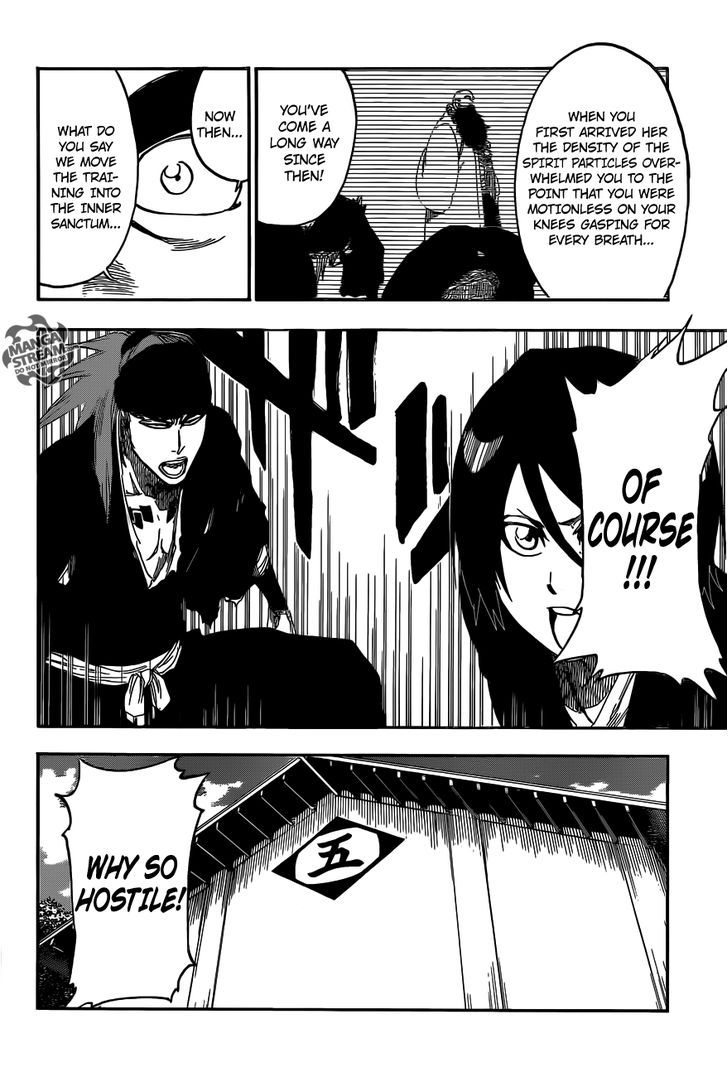 WHEN YOU
FIRST ARRIVED HER
THE DENSITY OF THE
SPIRIT PARTICLES OVER-
WHELMED YOU TO THE
POINT THAT YOU WERE
MOTIONLESS ON YOUR
KNEES GASPING FOR
EVERY BREATH...
YOU'VE
COME A
LONG WAY
SINCE
THEN!
NOW
THEN...
WHAT DO
YOU SAY
WE MOVE
THE TRAI-
NING INTO
THE INNER
SANCTUM...
MANGA
STREAM
DO NOT MIRROR
OF
COURSE
!!!
WHY SO
HOSTILE!
五